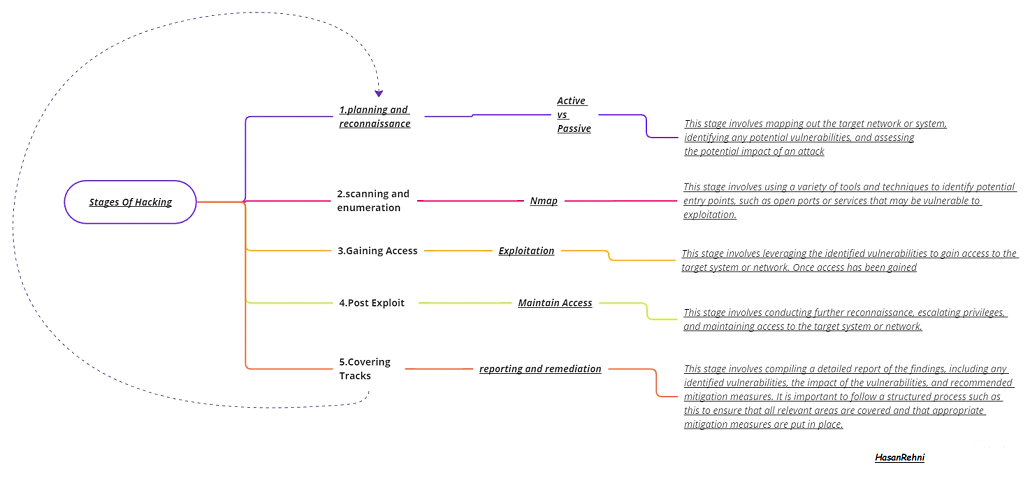 Stages Of Hacking
1.planning and
reconnaissance
Active
vs
Passive
This stage involves mapping out the target network or system,
identifying any potential vulnerabilities, and assessing
the potential impact of an attack
2.scanning and
enumeration
Nmap
This stage involves using a variety of tools and techniques to identify potential
entry points, such as open ports or services that may be vulnerable to
exploitation.
3.Gaining Access
Exploitation
This stage involves leveraging the identified vulnerabilities to gain access to the
target system or network. Once access has been gained
4.Post Exploit
Maintain Access
This stage involves conducting further reconnaissance, escalating privileges,
and maintaining access to the target system or network.
5.Covering
Tracks
reporting and remediation
This stage involves compiling a detailed report of the findings, including any
identified vulnerabilities, the impact of the vulnerabilities, and recommended
mitigation measures. It is important to follow a structured process such as
this to ensure that all relevant areas are covered and that appropriate
mitigation measures are put in place.
HasanRehni